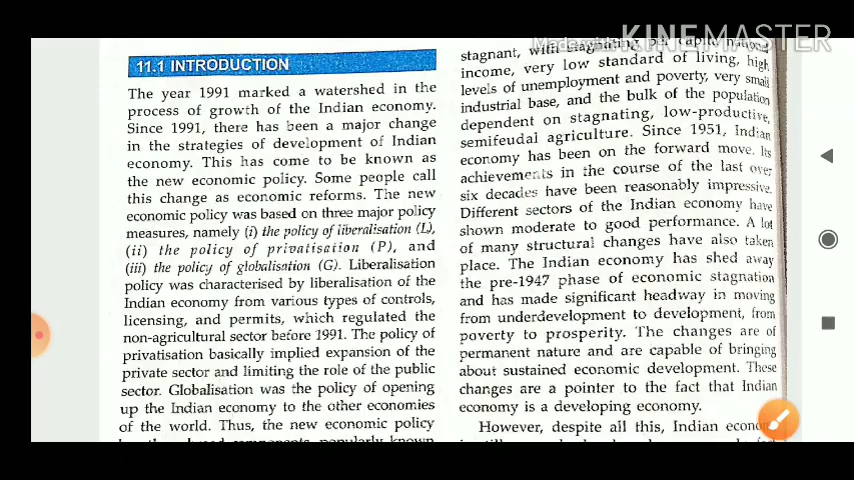 Made with KINEMASTER
11.1 INTRODUCTION
The year 1991 marked a watershed in the
process of growth of the Indian economy.
Since 1991, there has been a major change
in the strategies of development of Indian
economy. This has come to be known as
the new economic policy. Some people call
this change as economic reforms. The new
economic policy was based on three major policy
measures, namely (i) the policy of liberalisation (L),
(ii) the policy of privatisation (P), and
(iii) the policy of globalisation (G). Liberalisation
policy was characterised by liberalisation of the
Indian economy from various types of controls,
licensing, and permits, which regulated the
non-agricultural sector before 1991. The policy of
privatisation basically implied expansion of the
private sector and limiting the role of the public
sector. Globalisation was the policy of opening
up the Indian economy to the other economies
of the world. Thus, the new economic policy
popularly known
stagnant, with stagnating per capita national
income, very low standard of living, high
levels of unemployment and poverty, very small
industrial base, and the bulk of the population
dependent on stagnating, low-productive,
semifeudal agriculture. Since 1951, Indian
economy has been on the forward move. Its
achievements in the course of the last over
six decades have been reasonably impressive.
Different sectors of the Indian economy have
shown moderate to good performance. A lot
of many structural changes have also taken
place. The Indian economy has shed away
the pre-1947 phase of economic stagnation
and has made significant headway in moving
from underdevelopment to development, from
poverty to prosperity. The changes are of
permanent nature and are capable of bringing
about sustained economic development. These
changes are a pointer to the fact that Indian
economy is a developing economy.
However, despite all this, Indian